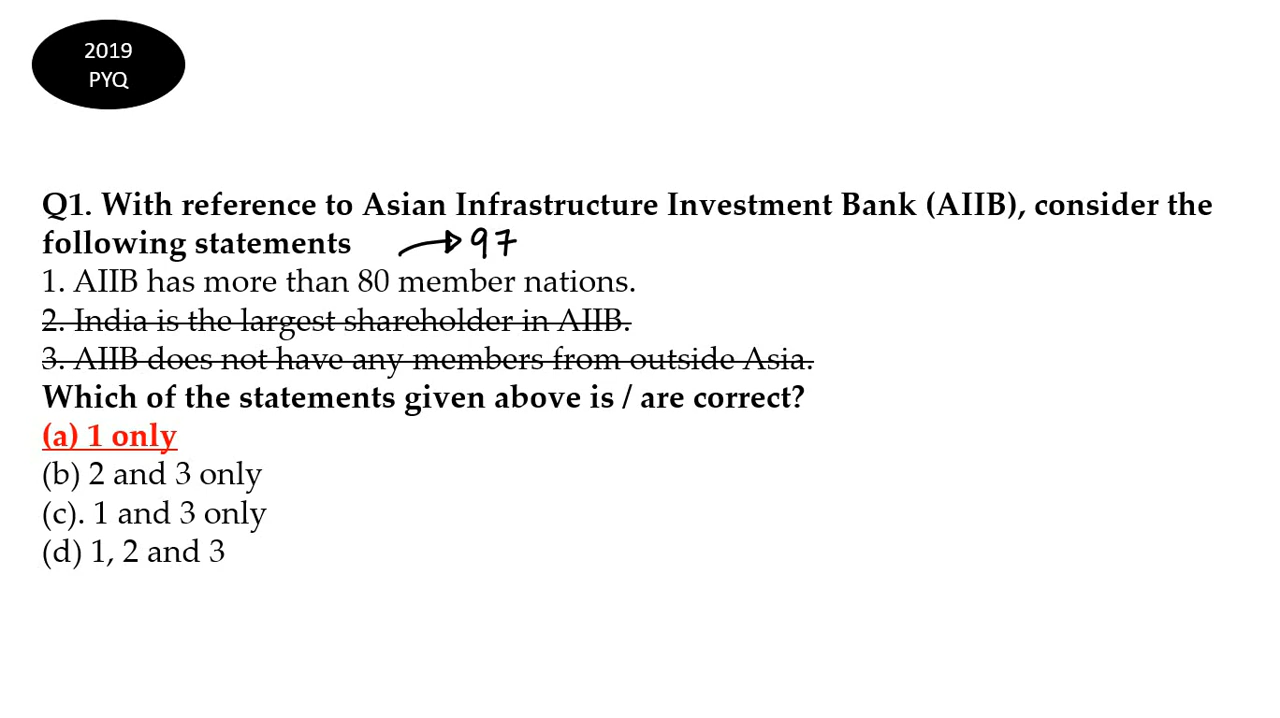 2019
PYQ
Q1. With reference to Asian Infrastructure Investment Bank (AIIB), consider the
following statements → 97
1. AIIB has more than 80 member nations.
2. India is the largest shareholder in AIIB.
3. AIIB does not have any members from outside Asia.
Which of the statements given above is / are correct?
(a) 1 only
(b) 2 and 3 only
(c). 1 and 3 only
(d) 1, 2 and 3